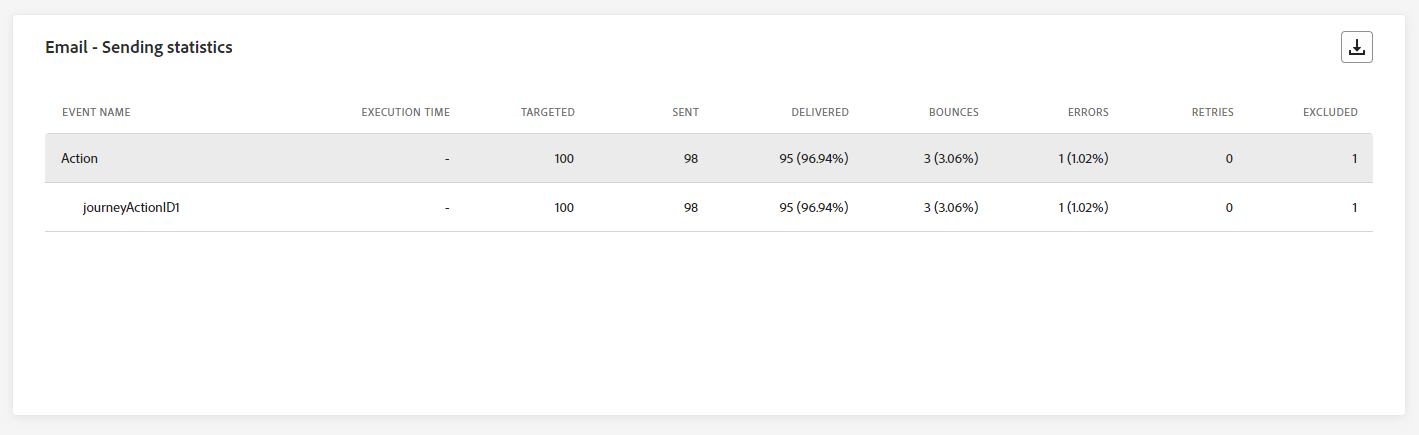 Email - Sending statistics
EVENT NAME EXECUTION TIME TARGETED SENT DELIVERED BOUNCES ERRORS RETRIES EXCLUDED
Action - 100 98 95 (96.94%) 3 (3.06%) 1 (1.02%) 0 1
journeyActionID1 - 100 98 95 (96.94%) 3 (3.06%) 1 (1.02%) 0 1